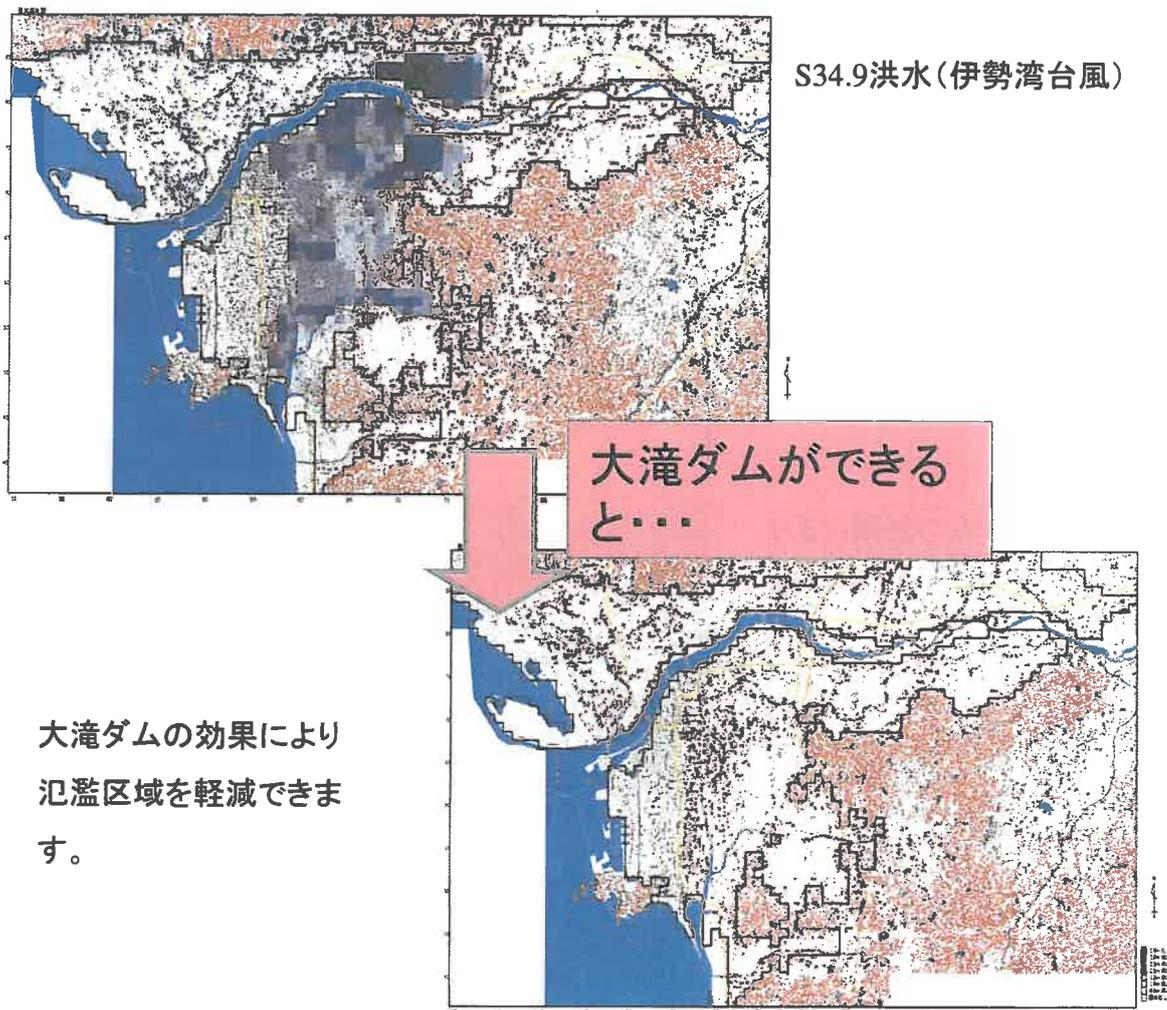 S34.9洪水(伊勢湾台風)
大滝ダムができる
と・・・
大滝ダムの効果により
氾濫区域を軽減できま
す。